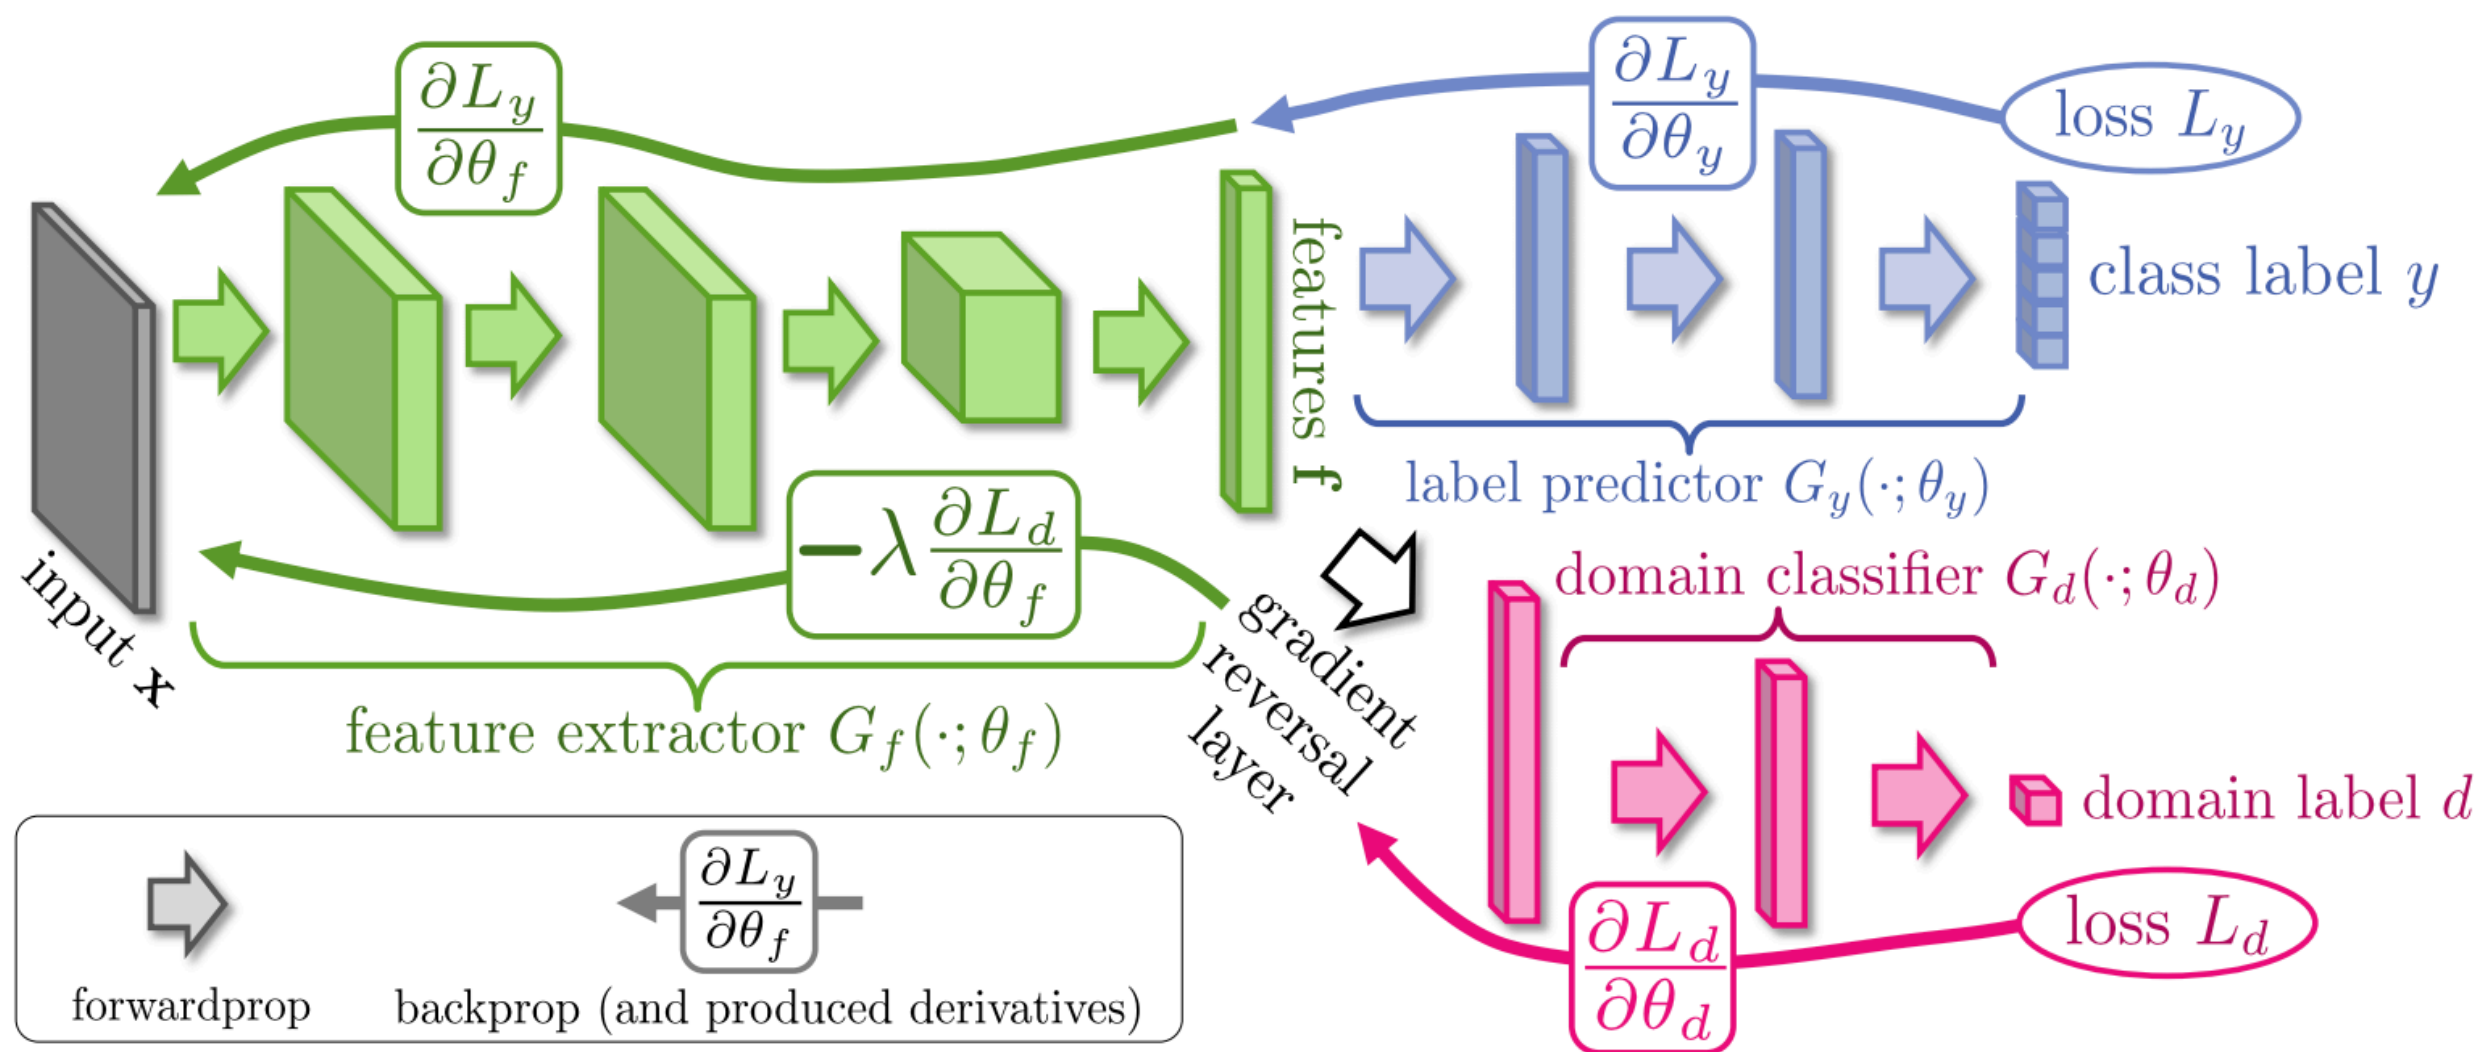 ∂L_y/∂θ_f
∂L_y/∂θ_y
loss L_y
features f
class label y
label predictor G_y(·; θ_y)
input x
−λ ∂L_d/∂θ_f
feature extractor G_f(·; θ_f)
gradient
reversal
layer
domain classifier G_d(·; θ_d)
domain label d
∂L_d/∂θ_d
loss L_d
forwardprop
∂L_y/∂θ_f
backprop (and produced derivatives)